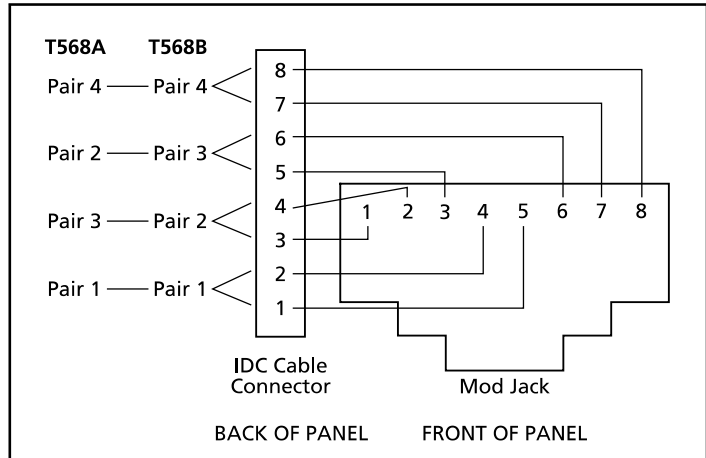 T568A T568B
Pair 4 Pair 4
Pair 2 Pair 3
Pair 3 Pair 2
Pair 1 Pair 1
8
7
6
5
4
3
2
1
1 2 3 4 5 6 7 8
IDC Cable
Connector
Mod Jack
BACK OF PANEL FRONT OF PANEL